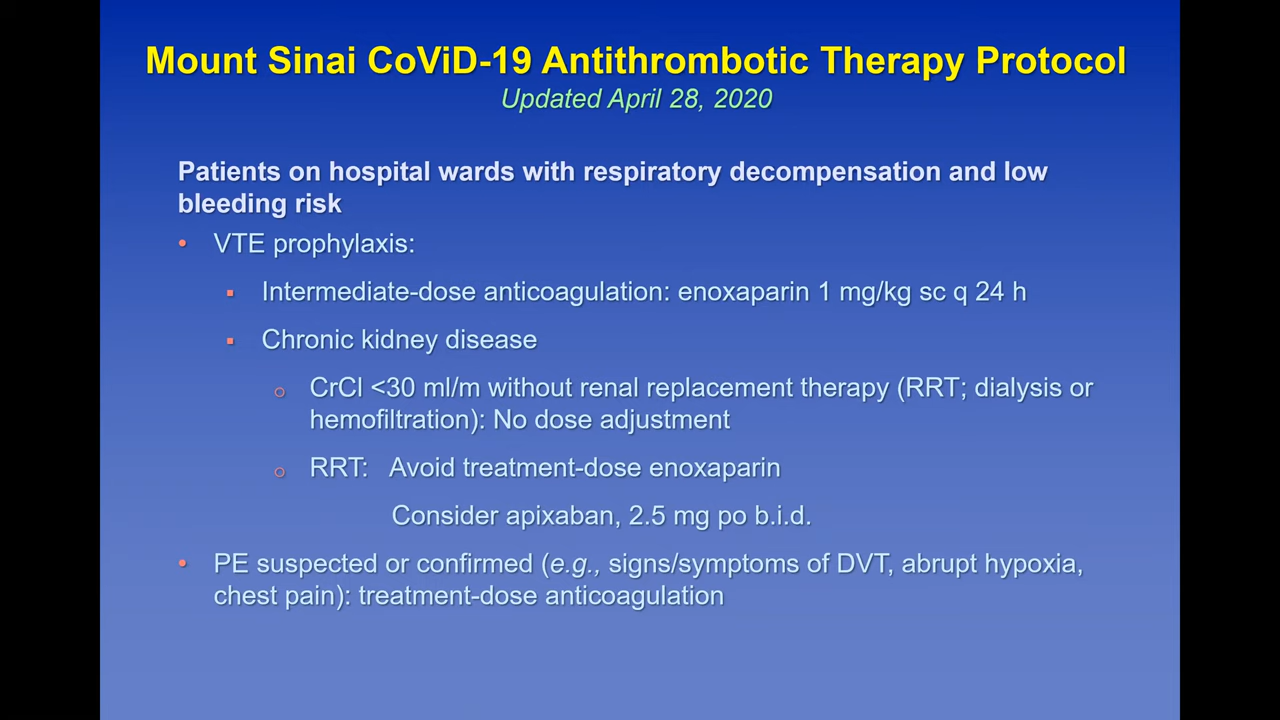 Mount Sinai CoViD-19 Antithrombotic Therapy Protocol
Updated April 28, 2020
Patients on hospital wards with respiratory decompensation and low
bleeding risk
• VTE prophylaxis:
▪ Intermediate-dose anticoagulation: enoxaparin 1 mg/kg sc q 24 h
▪ Chronic kidney disease
o CrCl <30 ml/m without renal replacement therapy (RRT; dialysis or
hemofiltration): No dose adjustment
o RRT: Avoid treatment-dose enoxaparin
Consider apixaban, 2.5 mg po b.i.d.
• PE suspected or confirmed (e.g., signs/symptoms of DVT, abrupt hypoxia,
chest pain): treatment-dose anticoagulation